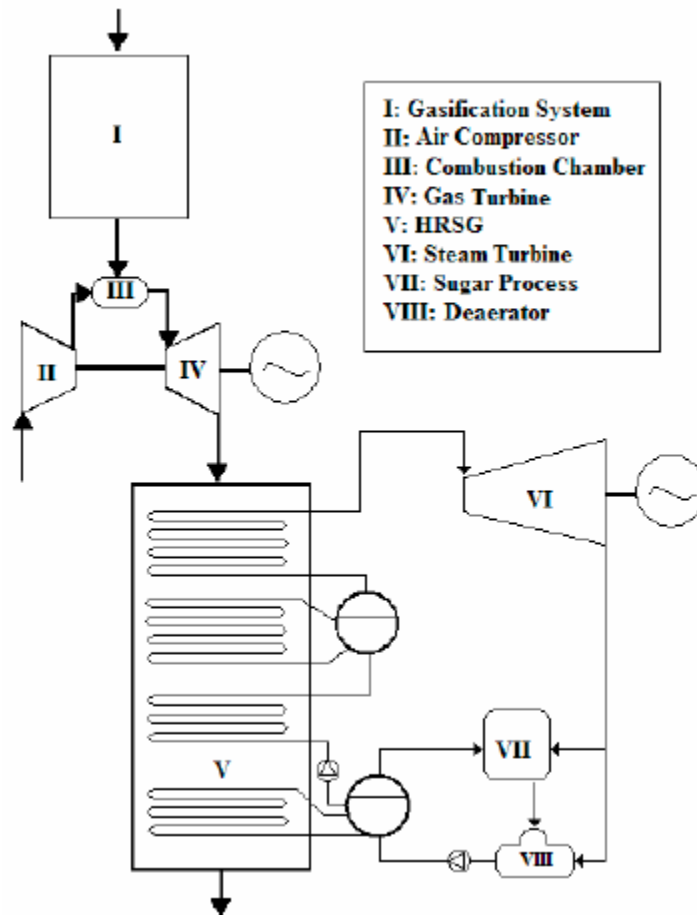 I
I: Gasification System
II: Air Compressor
III: Combustion Chamber
IV: Gas Turbine
V: HRSG
VI: Steam Turbine
VII: Sugar Process
VIII: Deaerator
III
II
IV
VI
V
VII
VIII